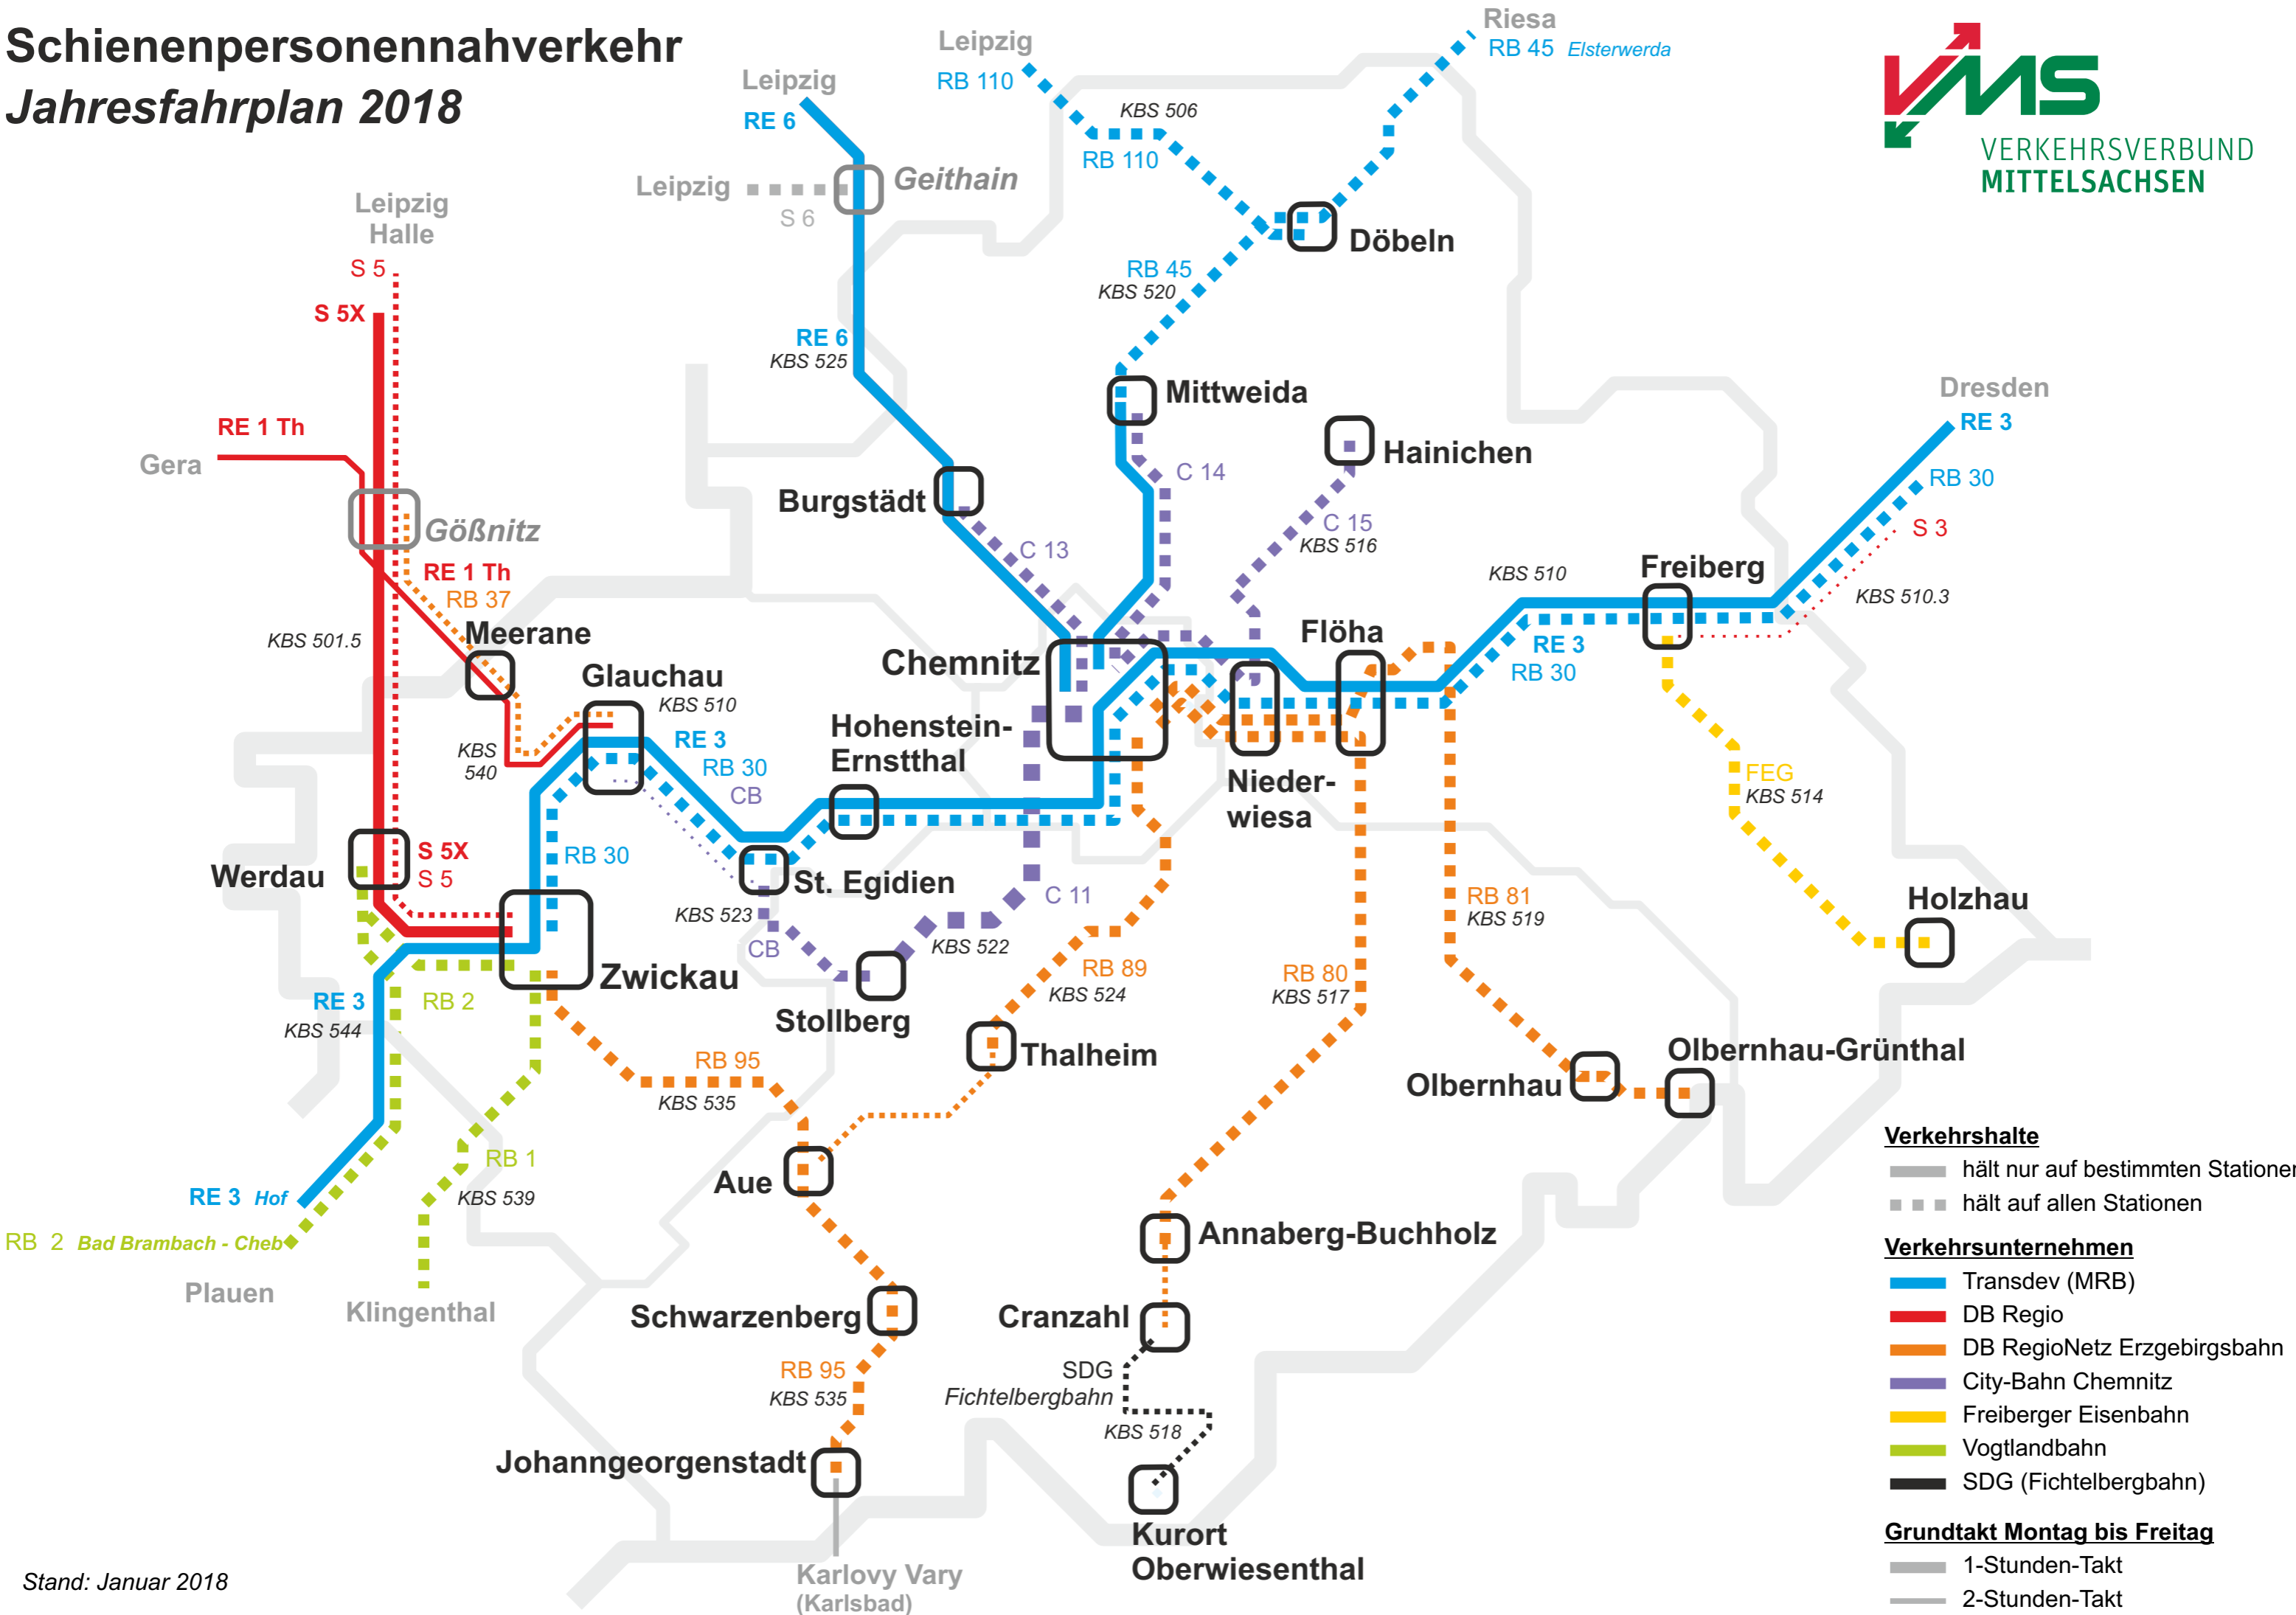 Schienenpersonennahverkehr
Jahresfahrplan 2018
VMS
VERKEHRSVERBUND
MITTELSACHSEN
Riesa
RB 45 Elsterwerda
Leipzig
RB 110
KBS 506
RB 110
Leipzig
RE 6
Leipzig
S 6
Geithain
Döbeln
Leipzig
Halle
S 5
S 5X
RB 45
KBS 520
RE 6
KBS 525
Mittweida
Dresden
RE 3
RB 30
S 3
RE 1 Th
Gera
Hainichen
C 14
Burgstädt
C 13
C 15
KBS 516
Gößnitz
RE 1 Th
RB 37
KBS 510
Freiberg
KBS 510.3
KBS 501.5
Meerane
Glauchau
KBS 510
Chemnitz
Flöha
RE 3
RB 30
Hohenstein-
Ernstthal
KBS
540
RE 3
RB 30
CB
Nieder-
wiesa
FEG
KBS 514
S 5X
S 5
Werdau
RB 30
St. Egidien
C 11
KBS 523
KBS 522
CB
RB 81
KBS 519
Holzhau
Zwickau
Stollberg
RB 89
KBS 524
RB 80
KBS 517
RE 3
KBS 544
RB 2
Thalheim
Olbernhau-Grünthal
Olbernhau
RB 95
KBS 535
RB 1
KBS 539
Aue
RE 3 Hof
RB 2 Bad Brambach - Cheb
Plauen
Klingenthal
Annaberg-Buchholz
Schwarzenberg
Cranzahl
RB 95
KBS 535
SDG
Fichtelbergbahn
KBS 518
Johanngeorgenstadt
Kurort
Oberwiesenthal
Karlovy Vary
(Karlsbad)
Stand: Januar 2018
Verkehrshalte
hält nur auf bestimmten Stationen
hält auf allen Stationen
Verkehrsunternehmen
Transdev (MRB)
DB Regio
DB RegioNetz Erzgebirgsbahn
City-Bahn Chemnitz
Freiberger Eisenbahn
Vogtlandbahn
SDG (Fichtelbergbahn)
Grundtakt Montag bis Freitag
1-Stunden-Takt
2-Stunden-Takt